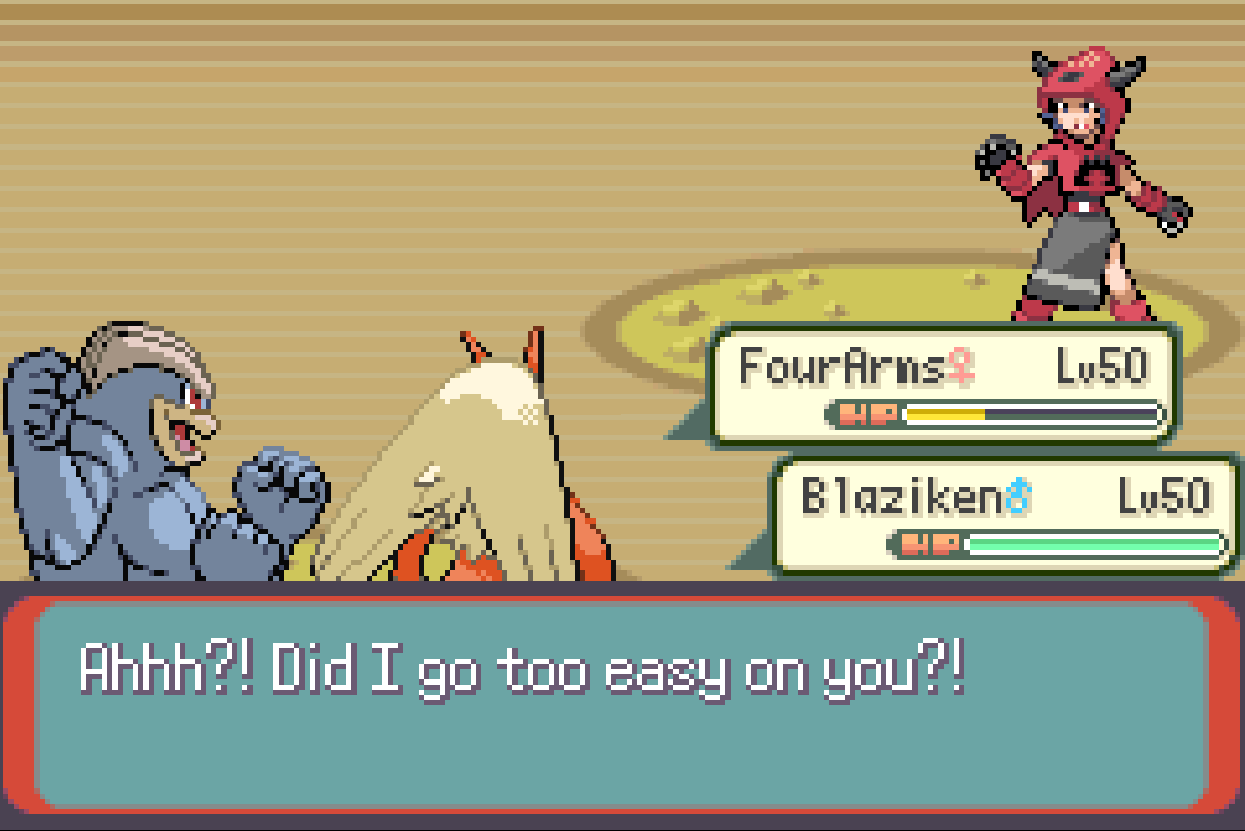 FourArms♀ Lv50
HP
Blaziken♂ Lv50
HP
Ahhh?! Did I go too easy on you?!